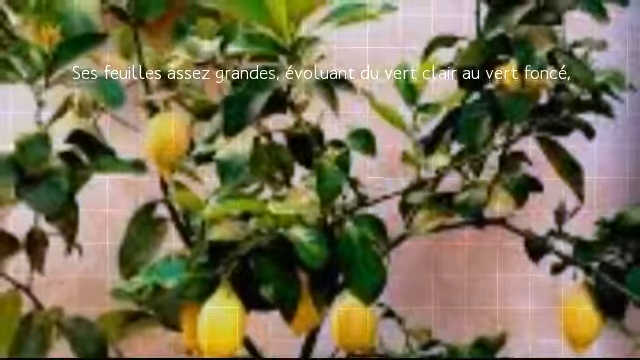 Ses feuilles assez grandes, évoluant du vert clair au vert foncé,